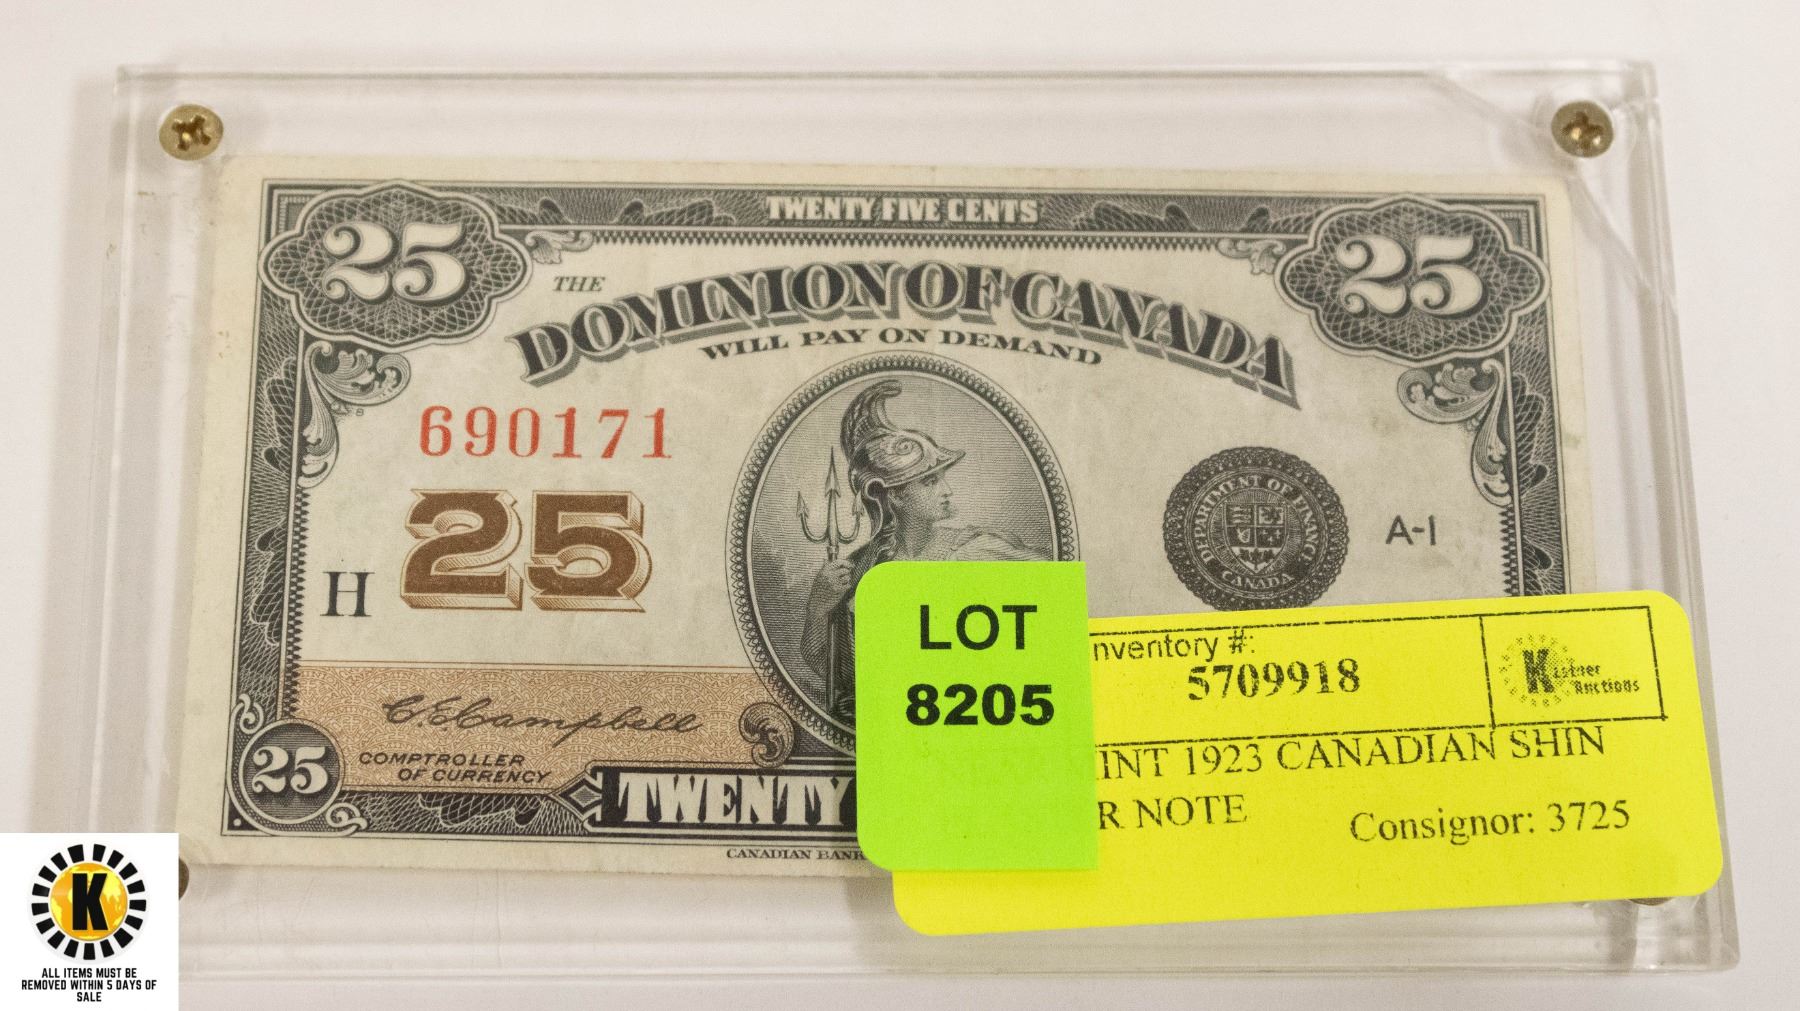 TWENTY FIVE CENTS
25
25
THE
DOMINION OF CANADA
WILL PAY ON DEMAND
690171
25
H
DEPARTMENT OF FINANCE
CANADA
A-1
C.E.Campbell
COMPTROLLER
OF CURRENCY
25
TWENTY
CANADIAN BANK
LOT
8205
nventory #:
5709918
K
Auctions
INT 1923 CANADIAN SHIN
R NOTE
Consignor: 3725
K
ALL ITEMS MUST BE
REMOVED WITHIN 5 DAYS OF
SALE